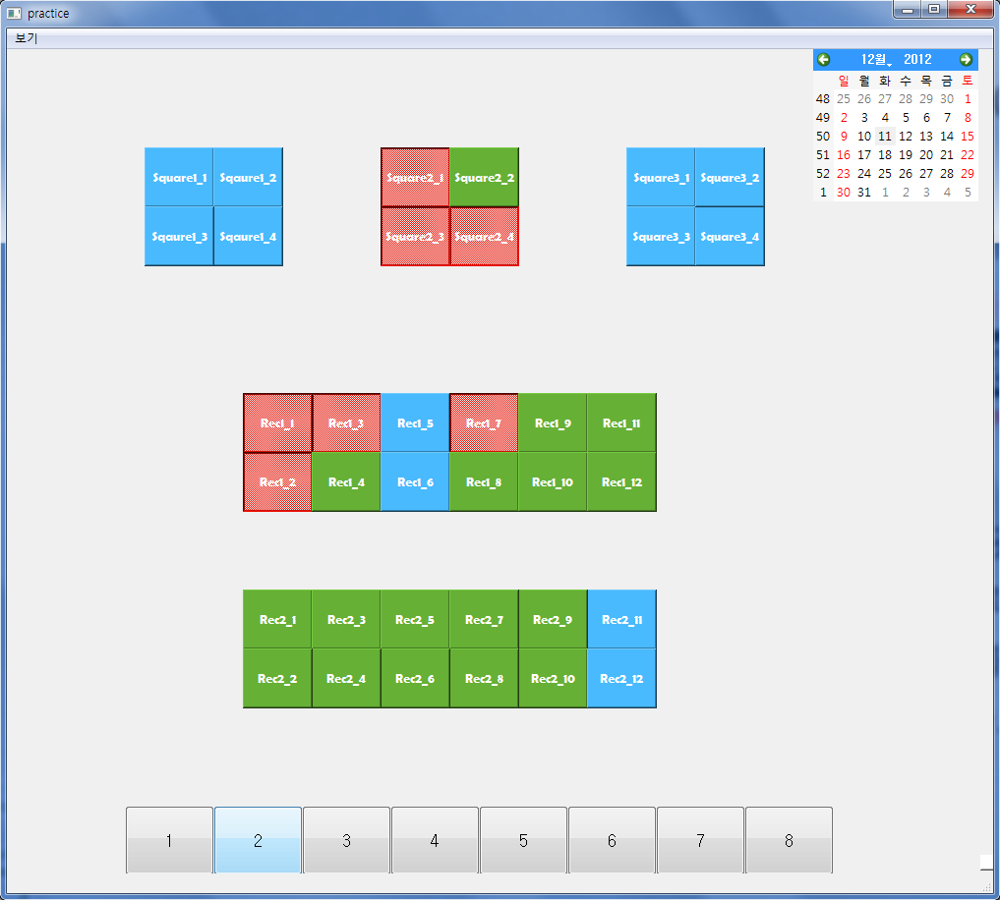 practice
보기
12월 2012
일 월 화 수 목 금 토
48 25 26 27 28 29 30 1
49 2 3 4 5 6 7 8
50 9 10 11 12 13 14 15
51 16 17 18 19 20 21 22
52 23 24 25 26 27 28 29
1 30 31 1 2 3 4 5
Square1_1 Sqaure1_2 Square2_1 Square2_2 Square3_1 Square3_2
Sqaure1_3 Sqaure1_4 Square2_3 Square2_4 Square3_3 Square3_4
Rec1_1 Rec1_3 Rec1_5 Rec1_7 Rec1_9 Rec1_11
Rec1_2 Rec1_4 Rec1_6 Rec1_8 Rec1_10 Rec1_12
Rec2_1 Rec2_3 Rec2_5 Rec2_7 Rec2_9 Rec2_11
Rec2_2 Rec2_4 Rec2_6 Rec2_8 Rec2_10 Rec2_12
1 2 3 4 5 6 7 8